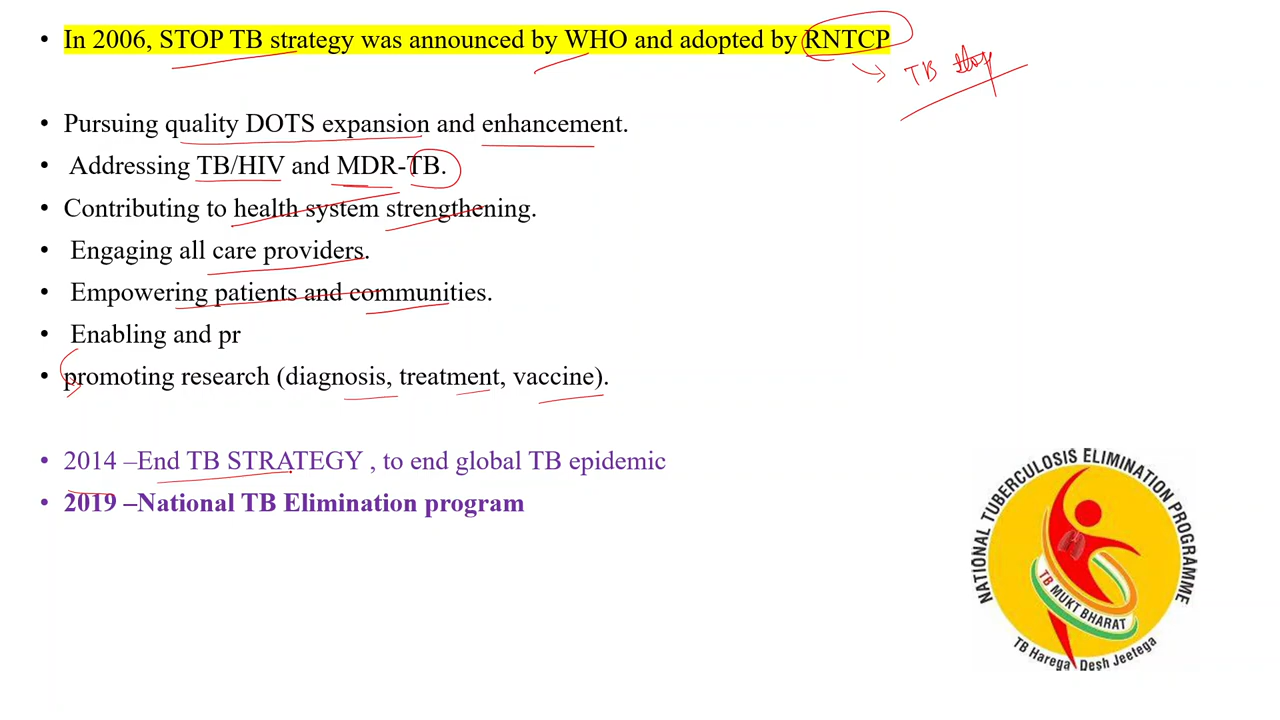 • In 2006, STOP TB strategy was announced by WHO and adopted by RNTCP
TB stop
• Pursuing quality DOTS expansion and enhancement.
• Addressing TB/HIV and MDR-TB.
• Contributing to health system strengthening.
• Engaging all care providers.
• Empowering patients and communities.
• Enabling and pr
• promoting research (diagnosis, treatment, vaccine).
• 2014 –End TB STRATEGY , to end global TB epidemic
• 2019 –National TB Elimination program
NATIONAL TUBERCULOSIS ELIMINATION PROGRAMME
TB MUKT BHARAT
TB Harega Desh Jeetega